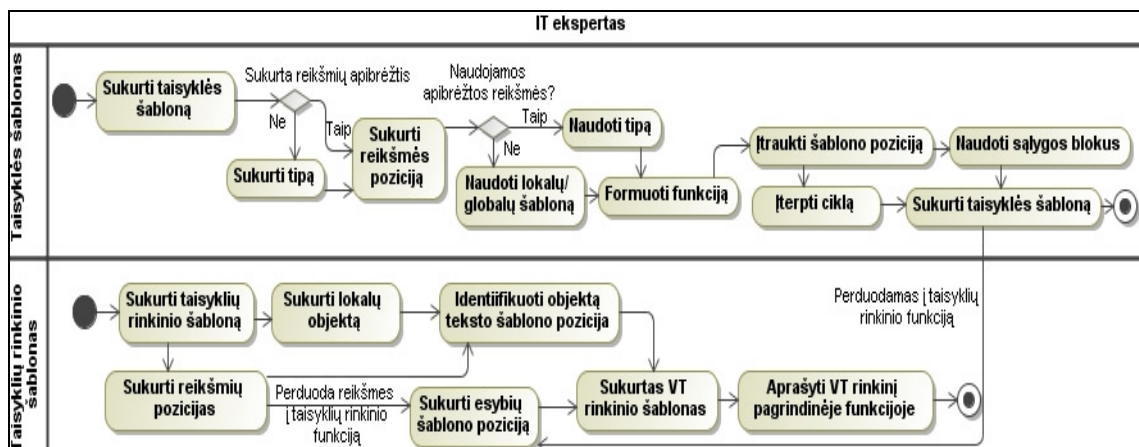 IT ekspertas
Taisyklės šablonas
Sukurti taisyklės
šabloną
Sukurta reikšmių apibrėžtis
Ne
Taip
Sukurti tipą
Sukurti
reikšmės
poziciją
Naudojamos
apibrėžtos reikšmės?
Taip
Ne
Naudoti tipą
Naudoti lokalų/
globalų šabloną
Formuoti funkciją
Įtraukti šablono poziciją
Naudoti sąlygos blokus
Įterpti ciklą
Sukurti taisyklės šabloną
Taisyklių rinkinio
šablonas
Sukurti taisyklių
rinkinio šabloną
Sukurti lokalų
objektą
Identiifikuoti objektą
teksto šablono pozicija
Perduodamas į taisyklių
rinkinio funkciją
Sukurti reikšmių
pozicijas
Perduoda reikšmes
į taisyklių rinkinio
funkciją
Sukurti esybių
šablono poziciją
Sukurtas VT
rinkinio šablonas
Aprašyti VT rinkinį
pagrindinėje funkcijoje